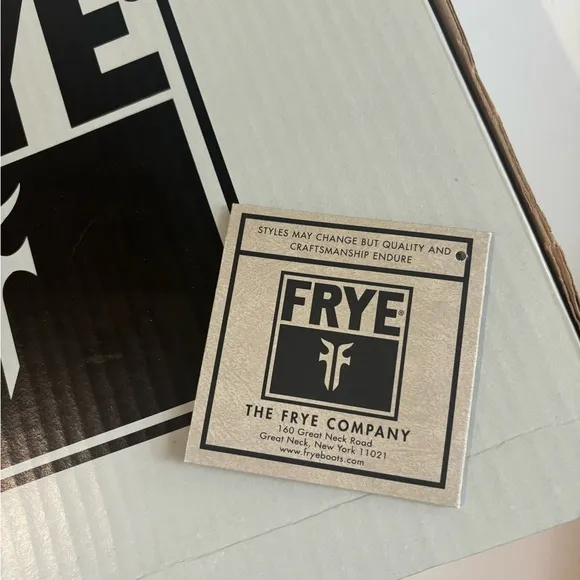 YE
STYLES MAY CHANGE BUT QUALITY AND
CRAFTSMANSHIP ENDURE
FRYE®
THE FRYE COMPANY
160 Great Neck Road
Great Neck, New York 11021
www.fryeboots.com